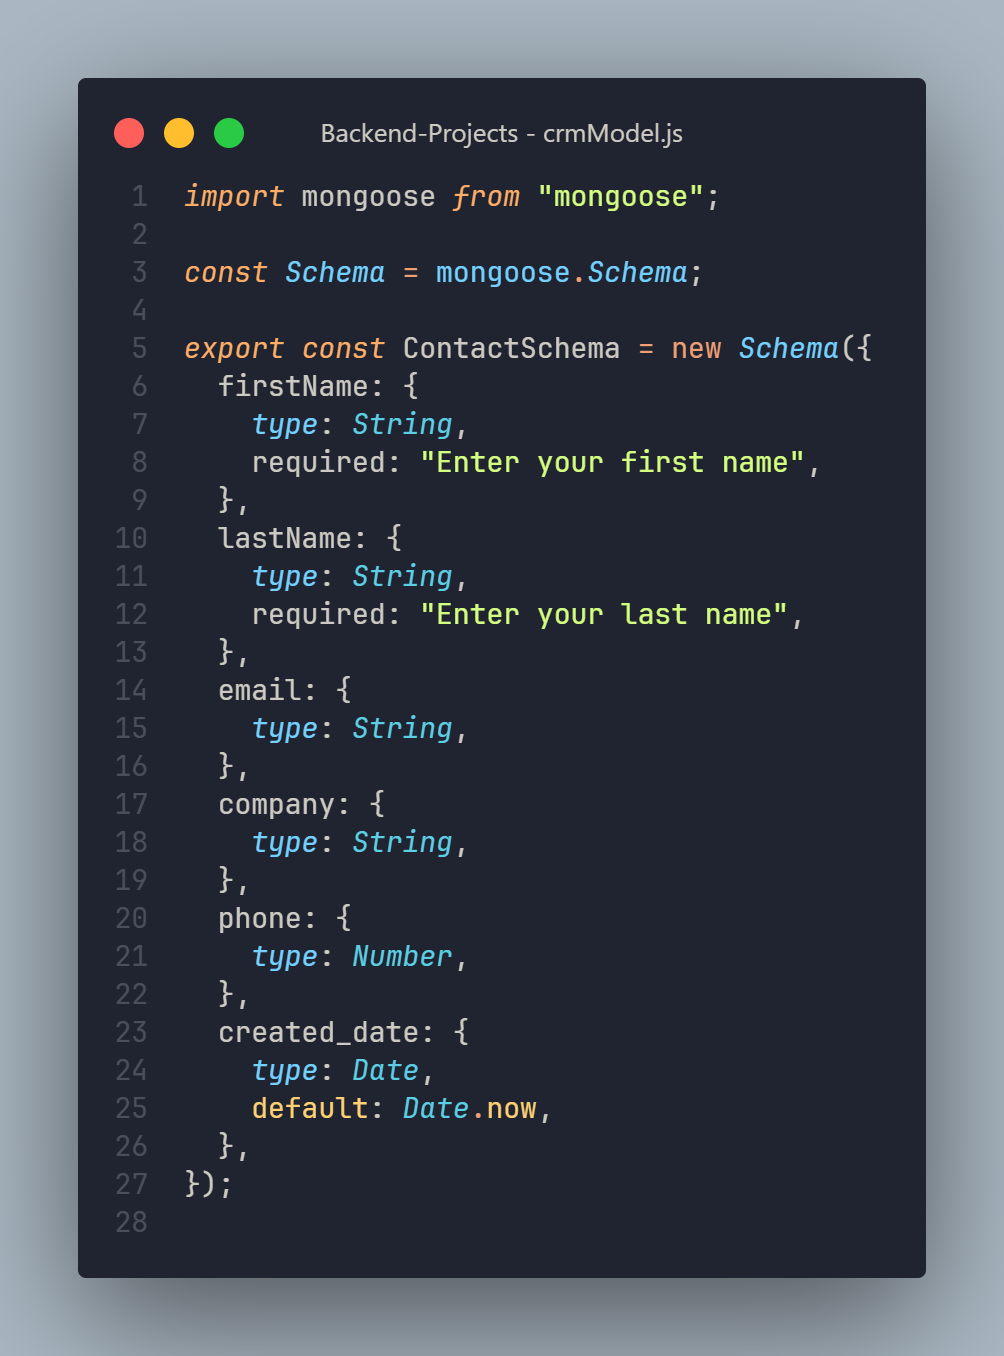 Backend-Projects - crmModel.js
1 import mongoose from "mongoose";
2
3 const Schema = mongoose.Schema;
4
5 export const ContactSchema = new Schema({
6   firstName: {
7     type: String,
8     required: "Enter your first name",
9   },
10   lastName: {
11     type: String,
12     required: "Enter your last name",
13   },
14   email: {
15     type: String,
16   },
17   company: {
18     type: String,
19   },
20   phone: {
21     type: Number,
22   },
23   created_date: {
24     type: Date,
25     default: Date.now,
26   },
27 });
28